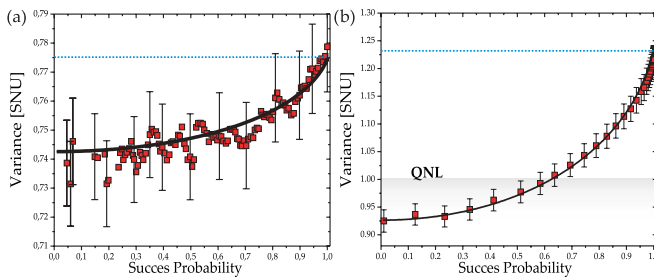 (a)
0,79
0,78
0,77
0,76
0,75
0,74
0,73
0,72
0,71
Variance [SNU]
0,0 0,1 0,2 0,3 0,4 0,5 0,6 0,7 0,8 0,9 1,0
Succes Probability
(b)
1.30
1.25
1.20
1.15
1.10
1.05
1.00
0.95
0.90
Variance [SNU]
QNL
0.0 0.1 0.2 0.3 0.4 0.5 0.6 0.7 0.8 0.9 1.0
Succes Probability